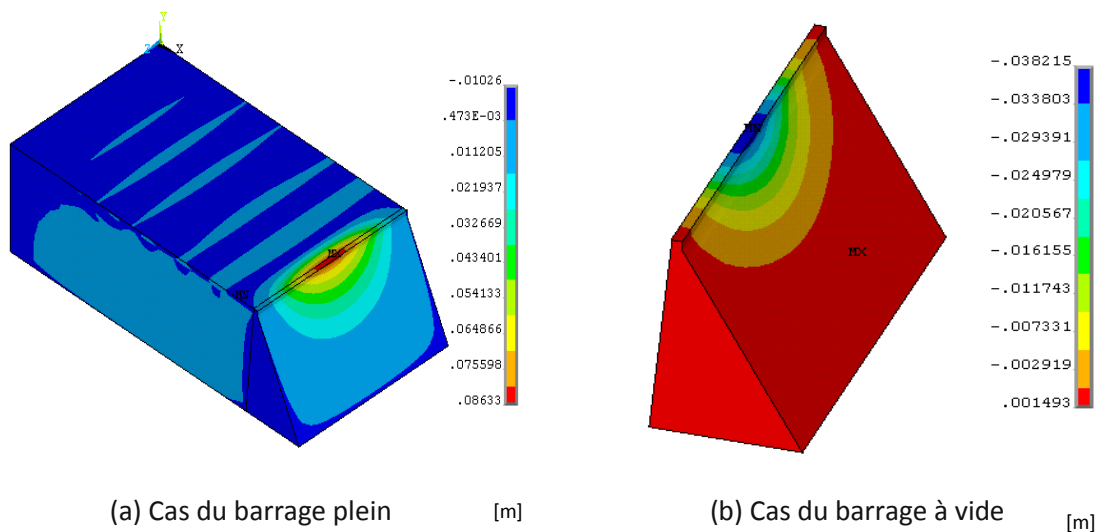 Y
Z X
-.01026
.473E-03
.011205
.021937
.032669
.043401
.054133
.064866
.075598
.08633
MX
MN
-.038215
-.033803
-.029391
-.024979
-.020567
-.016155
-.011743
-.007331
-.002919
.001493
MN
MX
(a) Cas du barrage plein [m]
(b) Cas du barrage à vide [m]